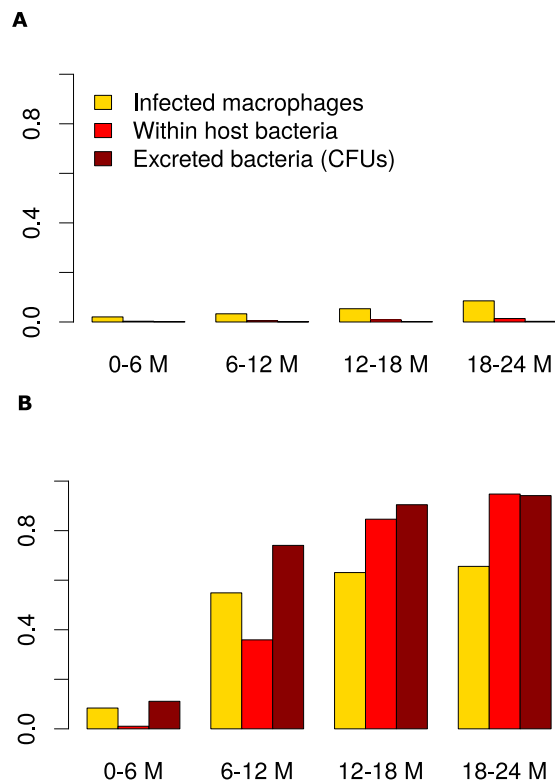 A
Infected macrophages
Within host bacteria
Excreted bacteria (CFUs)
0.8
0.4
0.0
0-6 M 6-12 M 12-18 M 18-24 M
B
0.8
0.4
0.0
0-6 M 6-12 M 12-18 M 18-24 M